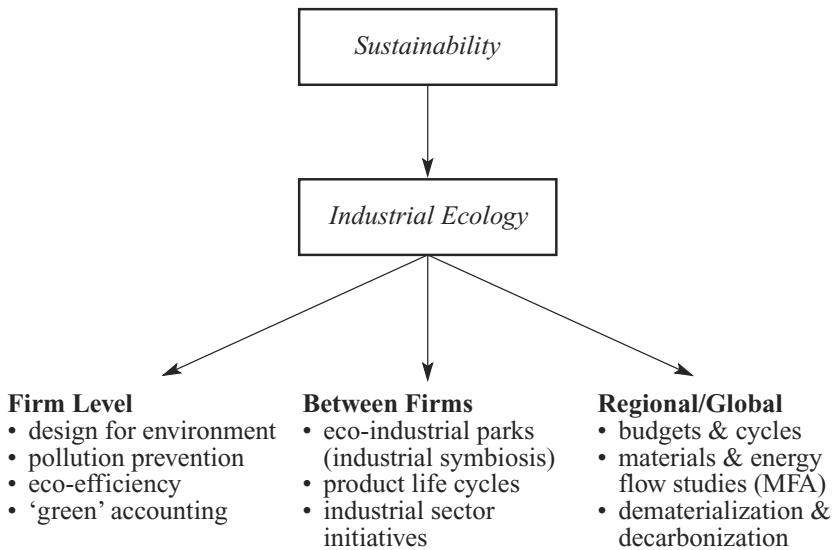 Sustainability
Industrial Ecology
Firm Level
• design for environment
• pollution prevention
• eco-efficiency
• ‘green’ accounting
Between Firms
• eco-industrial parks
(industrial symbiosis)
• product life cycles
• industrial sector
initiatives
Regional/Global
• budgets & cycles
• materials & energy
flow studies (MFA)
• dematerialization &
decarbonization